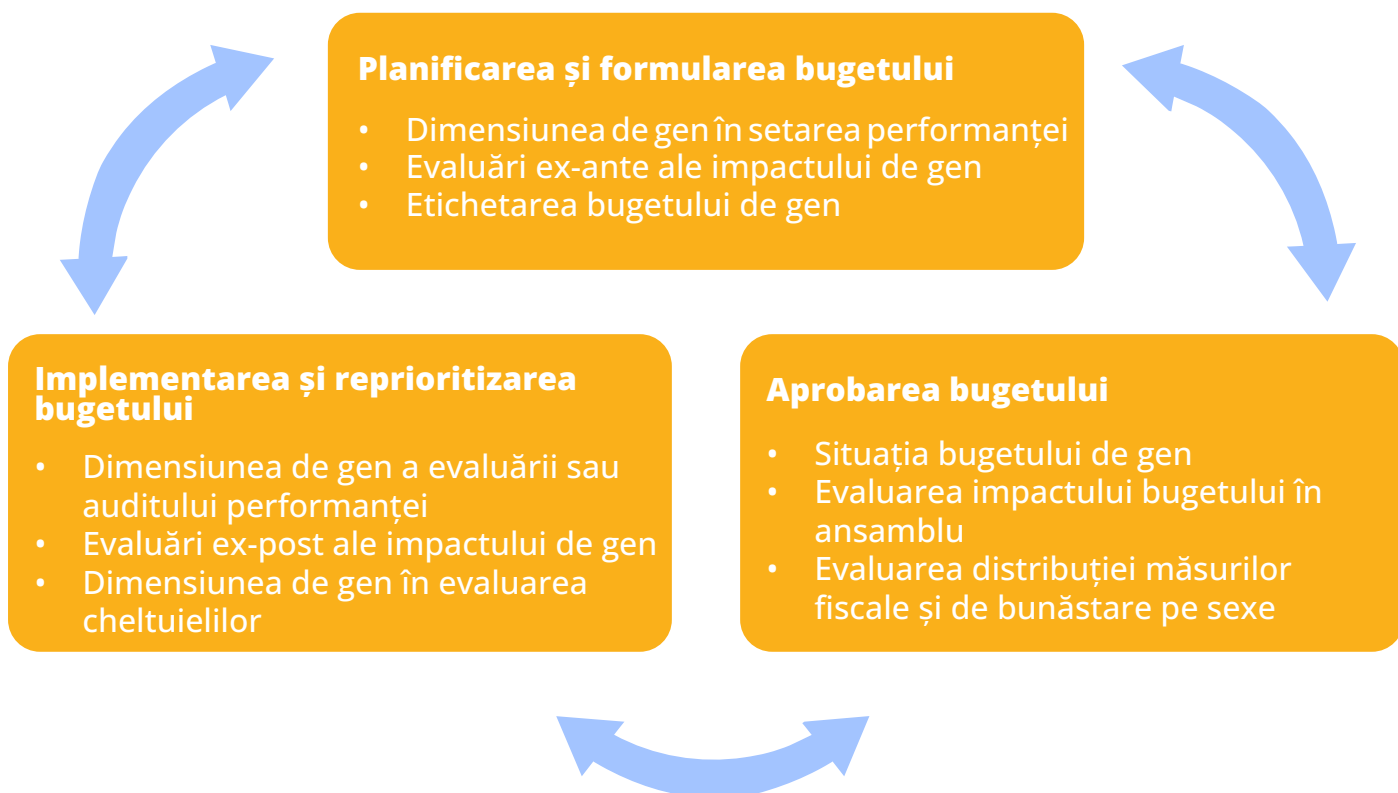 Planificarea și formularea bugetului
• Dimensiunea de gen în setarea performanței
• Evaluări ex-ante ale impactului de gen
• Etichetarea bugetului de gen
Implementarea și reprioritizarea
bugetului
• Dimensiunea de gen a evaluării sau
auditului performanței
• Evaluări ex-post ale impactului de gen
• Dimensiunea de gen în evaluarea
cheltuielilor
Aprobarea bugetului
• Situația bugetului de gen
• Evaluarea impactului bugetului în
ansamblu
• Evaluarea distribuției măsurilor
fiscale și de bunăstare pe sexe